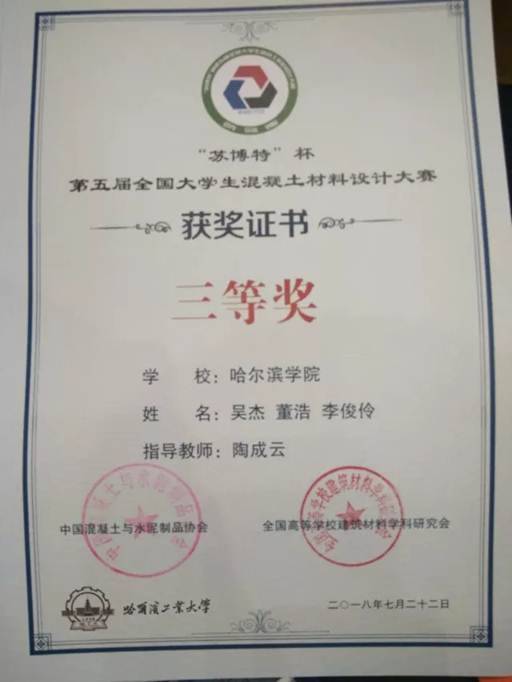 “苏博特”杯
第五届全国大学生混凝土材料设计大赛
获奖证书
三等奖
学 校：哈尔滨学院
姓 名：吴杰 董浩 李俊伶
指导教师：陶成云
中国混凝土与水泥制品协会
全国高等学校建筑材料学科研究会
哈尔滨工业大学
二〇一八年七月二十二日